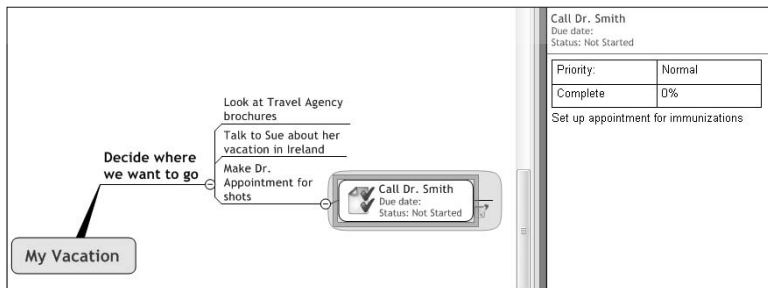 Look at Travel Agency
brochures
Talk to Sue about her
vacation in Ireland
Decide where
we want to go
Make Dr.
Appointment for
shots
Call Dr. Smith
Due date:
Status: Not Started
My Vacation
Call Dr. Smith
Due date:
Status: Not Started
Priority: Normal
Complete 0%
Set up appointment for immunizations